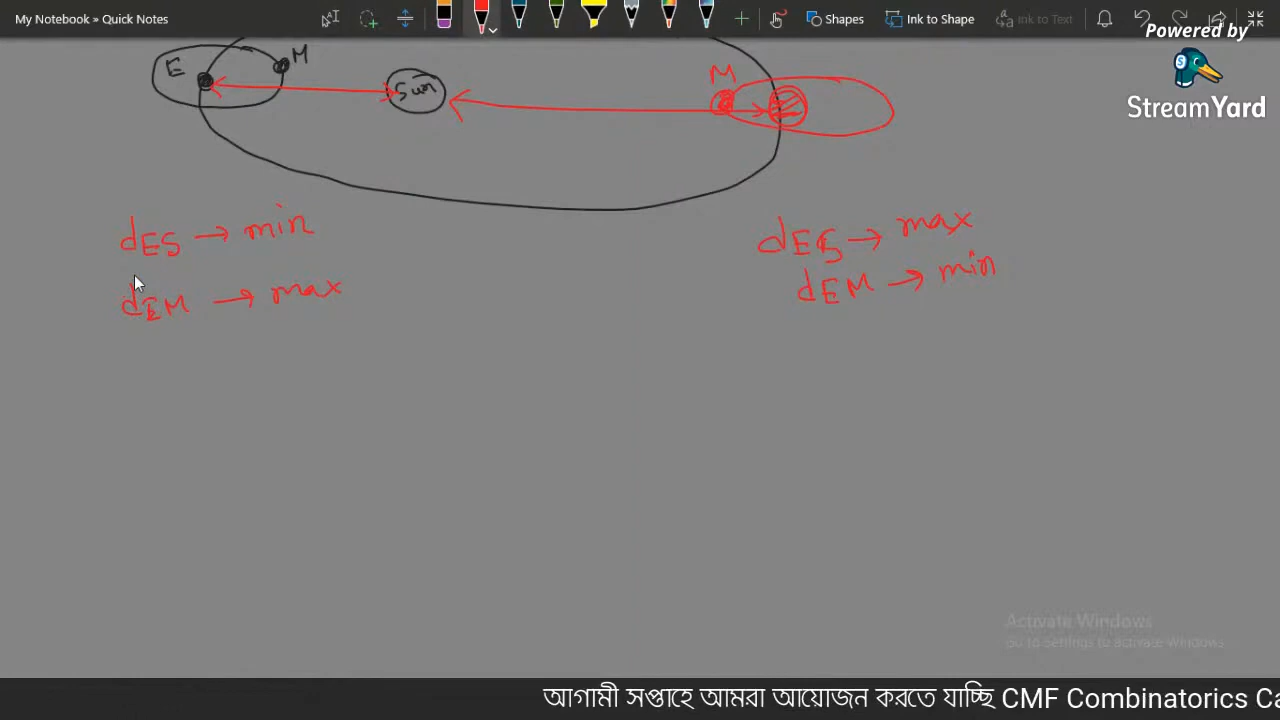 My Notebook » Quick Notes
Shapes
Ink to Shape
Ink to Text
Powered by
StreamYard
E M Sun M
dES → min
dEM → max
dES → max
dEM → min
Activate Windows
Go to Settings to activate Windows.
আগামী সপ্তাহে আমরা আয়োজন করতে যাচ্ছি CMF Combinatorics Ca